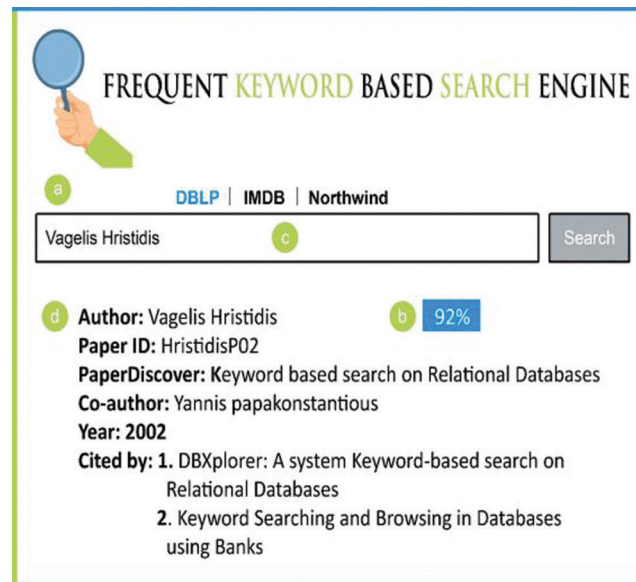 FREQUENT KEYWORD BASED SEARCH ENGINE
a
DBLP | IMDB | Northwind
Vagelis Hristidis c Search
d Author: Vagelis Hristidis b 92%
Paper ID: HristidisP02
PaperDiscover: Keyword based search on Relational Databases
Co-author: Yannis papakonstantious
Year: 2002
Cited by: 1. DBXplorer: A system Keyword-based search on
Relational Databases
2. Keyword Searching and Browsing in Databases
using Banks